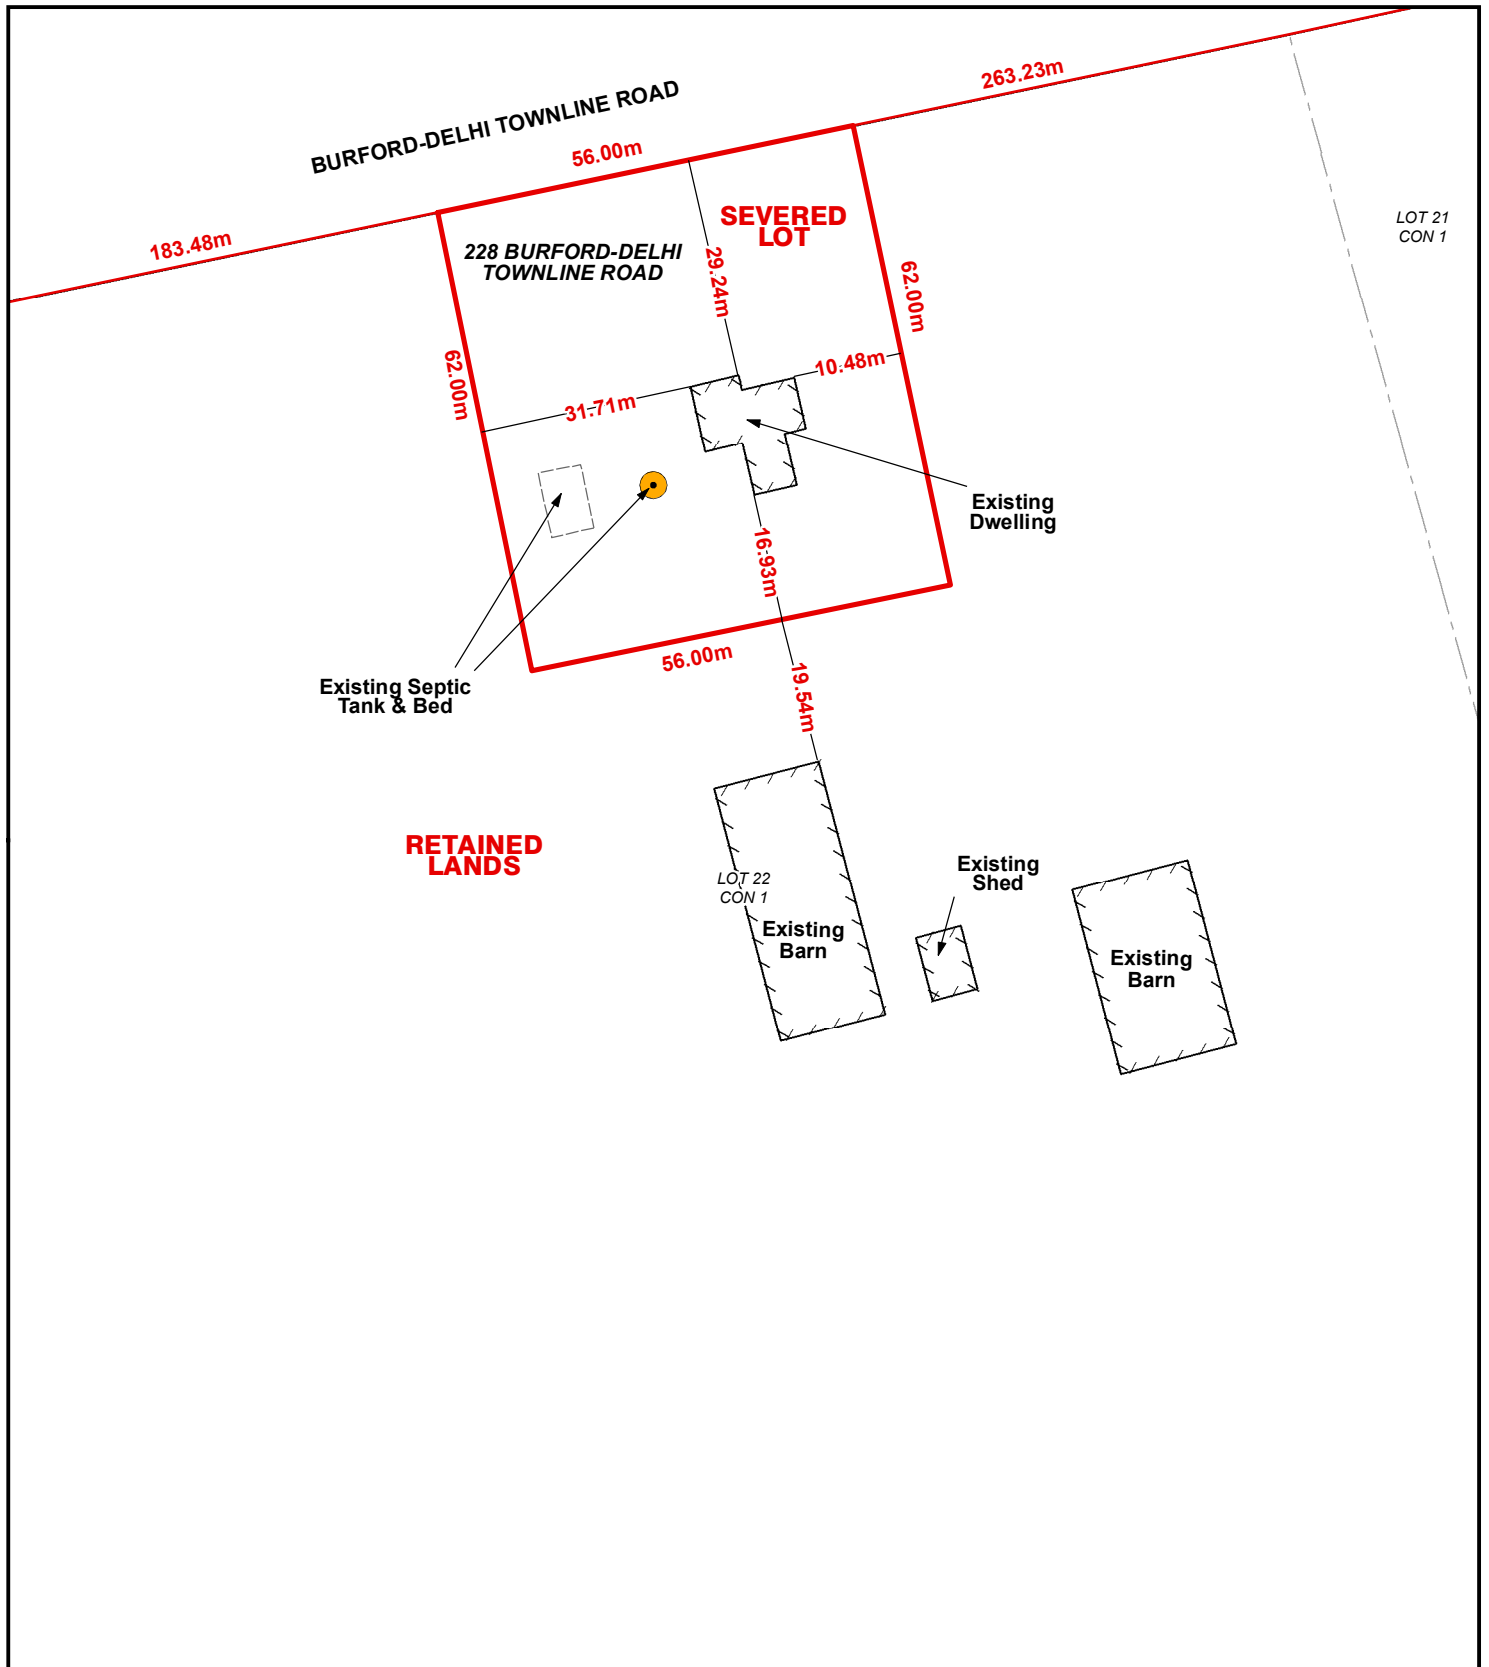 263.23m
BURFORD-DELHI TOWNLINE ROAD
56.00m
183.48m
SEVERED
LOT
LOT 21
CON 1
228 BURFORD-DELHI
TOWNLINE ROAD
29.24m
62.00m
62.00m
10.48m
31.71m
Existing
Dwelling
16.93m
56.00m
Existing Septic
Tank & Bed
19.54m
RETAINED
LANDS
LOT 22
CON 1
Existing
Barn
Existing
Shed
Existing
Barn